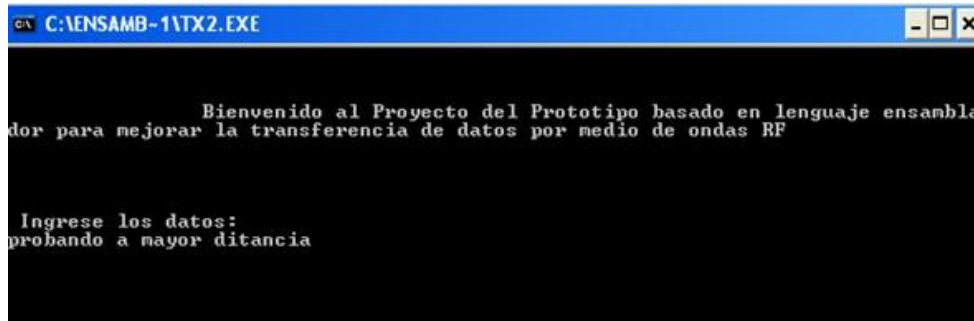 C:\ENSAMB~1\TX2.EXE
Bienvenido al Proyecto del Prototipo basado en lenguaje ensambla
dor para mejorar la transferencia de datos por medio de ondas RF
Ingrese los datos:
probando a mayor ditancia